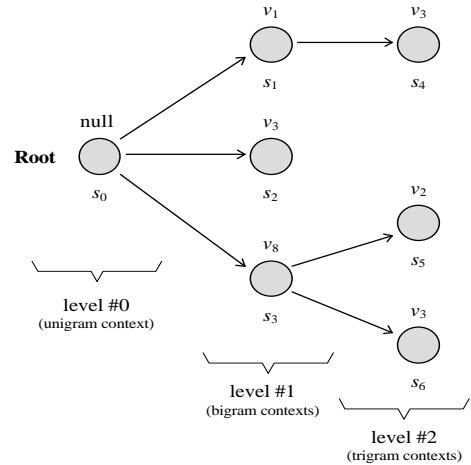 v₁
v₃
s₁
s₄
null
v₃
Root
s₀
s₂
v₂
v₈
s₅
level #0
(unigram context)
s₃
v₃
level #1
(bigram contexts)
s₆
level #2
(trigram contexts)